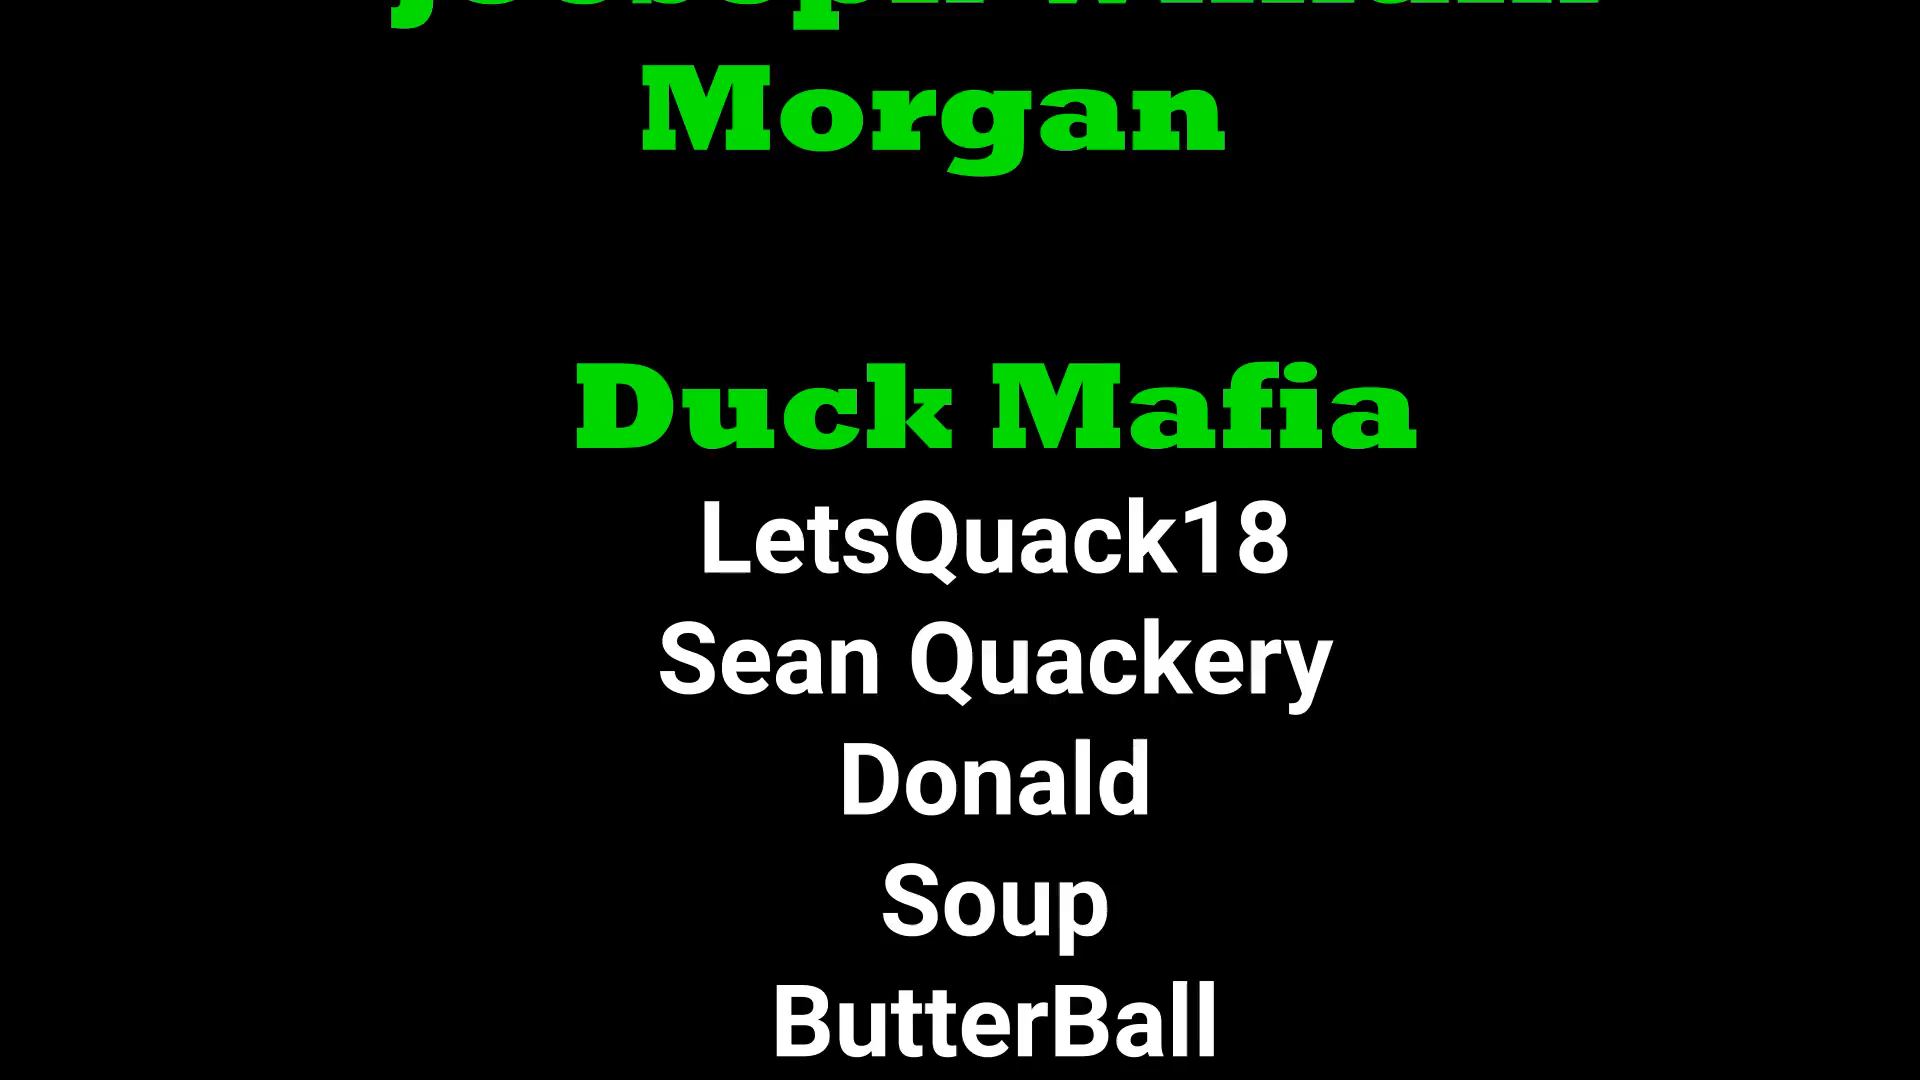 Morgan
Duck Mafia
LetsQuack18
Sean Quackery
Donald
Soup
ButterBall